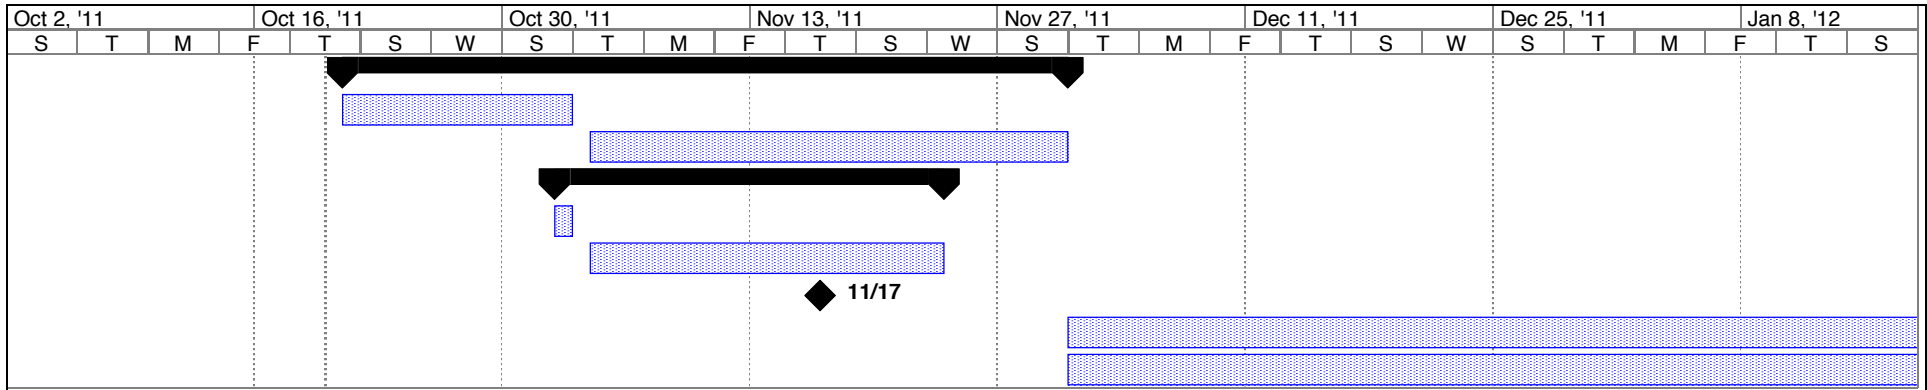 Oct 2, '11 Oct 16, '11 Oct 30, '11 Nov 13, '11 Nov 27, '11 Dec 11, '11 Dec 25, '11 Jan 8, '12
S T M F T S W S T M F T S W S T M F T S W S T M F T S
11/17